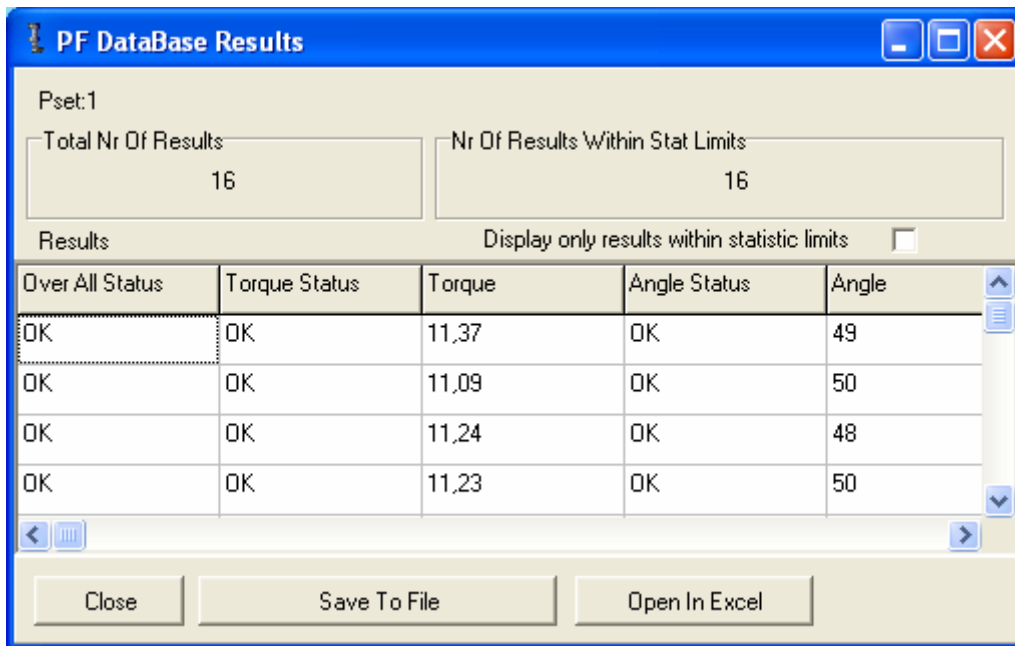 PF DataBase Results
Pset:1
Total Nr Of Results Nr Of Results Within Stat Limits
16 16
Results Display only results within statistic limits
Over All Status Torque Status Torque Angle Status Angle
OK OK 11,37 OK 49
OK OK 11,09 OK 50
OK OK 11,24 OK 48
OK OK 11,23 OK 50
Close Save To File Open In Excel